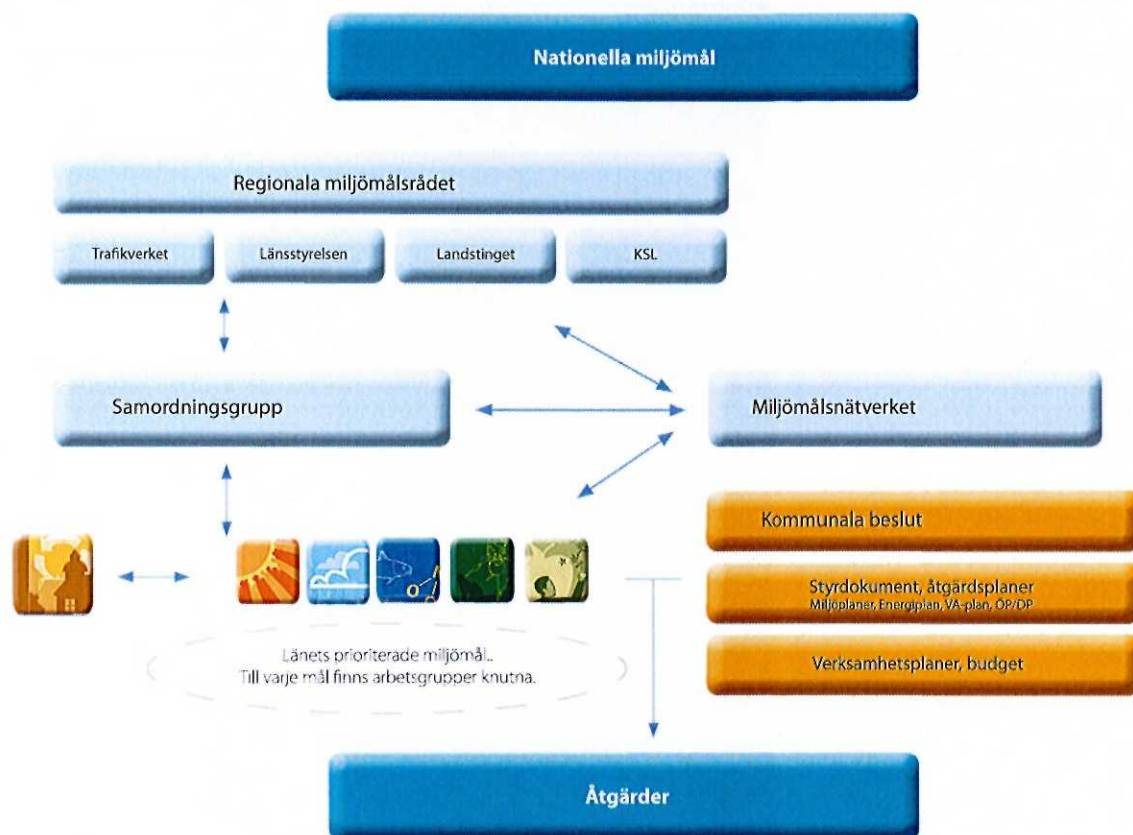 Nationella miljömål
Regionala miljömålsrådet
Trafikverket
Länsstyrelsen
Landstinget
KSL
Samordningsgrupp
Miljömålsnätverket
Kommunala beslut
Styrdokument, åtgärdsplaner
Miljöplaner, Energiplan, VA-plan, ÖP/DP
Verksamhetsplaner, budget
Länets prioriterade miljömål..
Till varje mål finns arbetsgrupper knutna.
Åtgärder